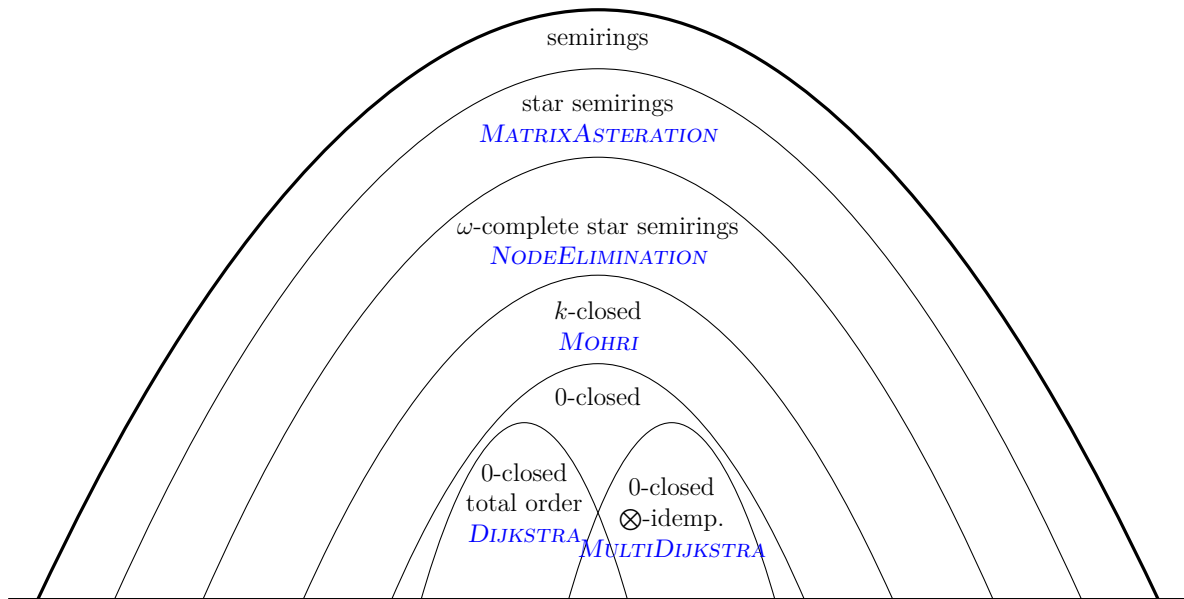 semirings
star semirings
MATRIXASTERATION
ω-complete star semirings
NODEELIMINATION
k-closed
MOHRI
0-closed
0-closed
total order
DIJKSTRA
0-closed
⊗-idemp.
MULTIDIJKSTRA